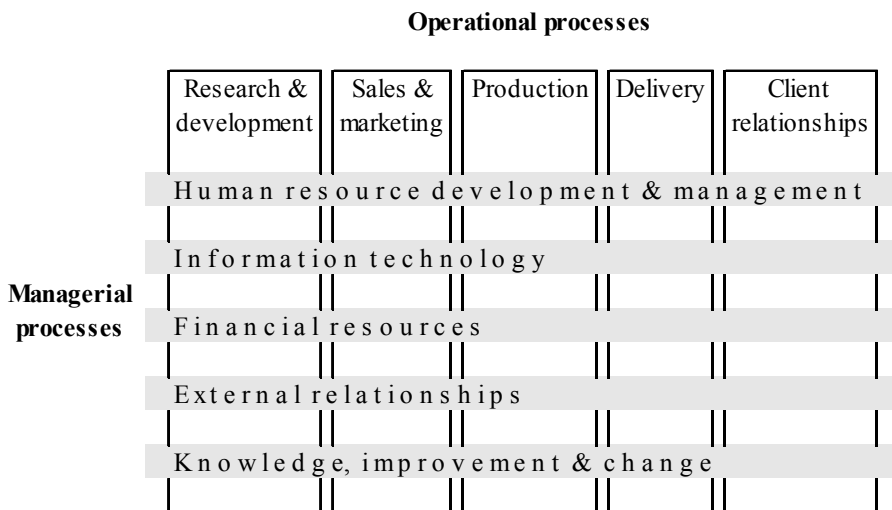 Operational processes
Research &
development
Sales &
marketing
Production
Delivery
Client
relationships
Human resource development & management
Information technology
Managerial
processes
Financial resources
External relationships
Knowledge, improvement & change